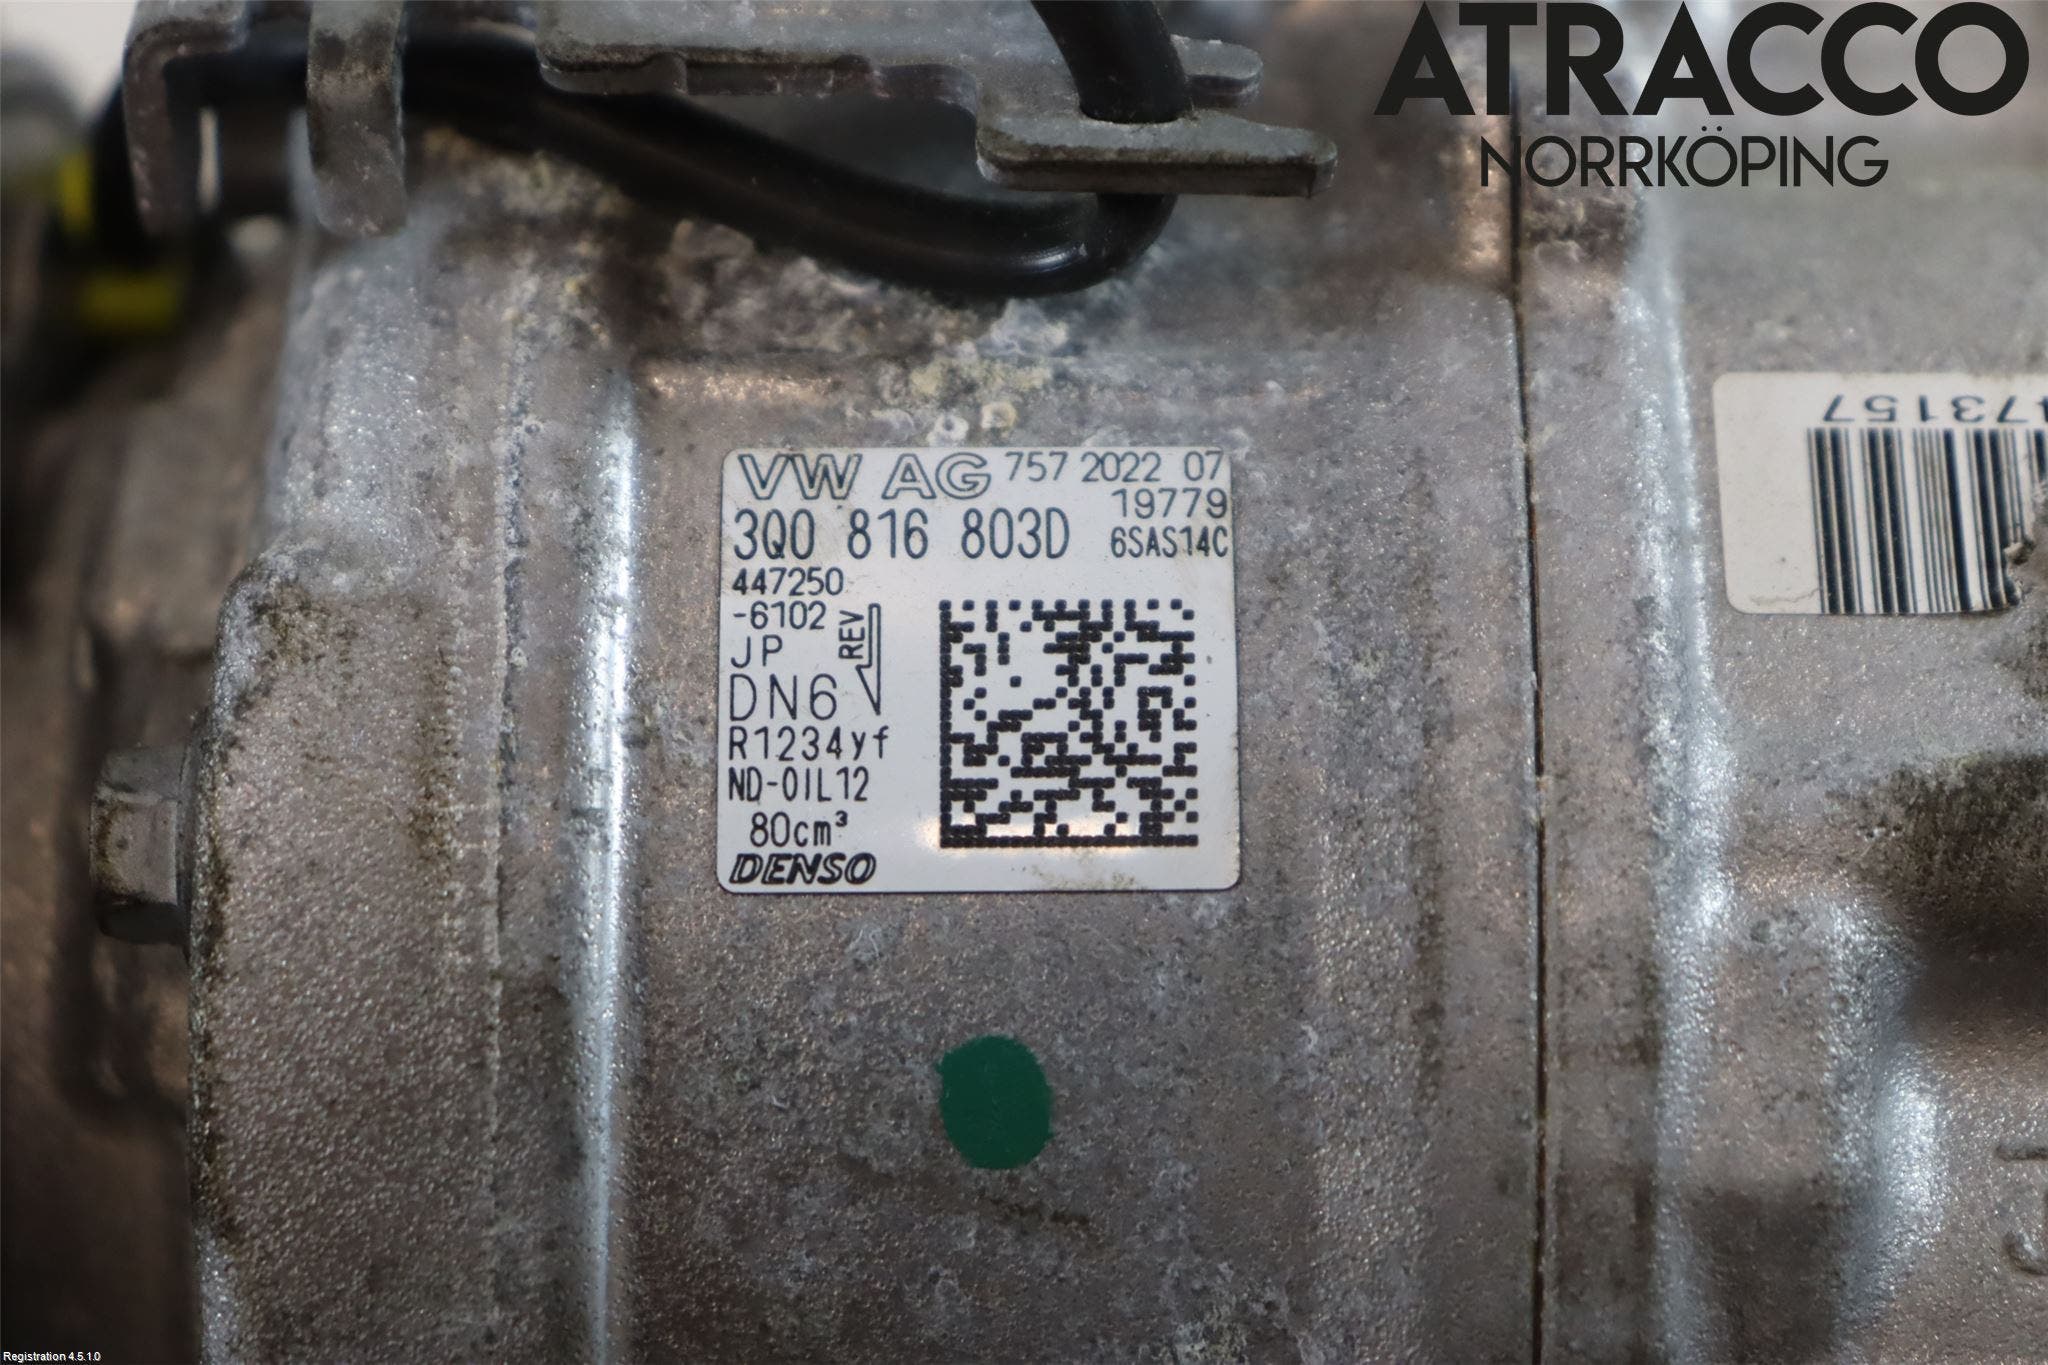 ATRACCO
NORRKÖPING
VW AG 757 2022 07
19779
3Q0 816 803D 6SAS14C
447250
-6102
REV
JP
DN6
R1234yf
ND-OIL12
80cm³
DENSO
473157
Registration 4.5.1.0